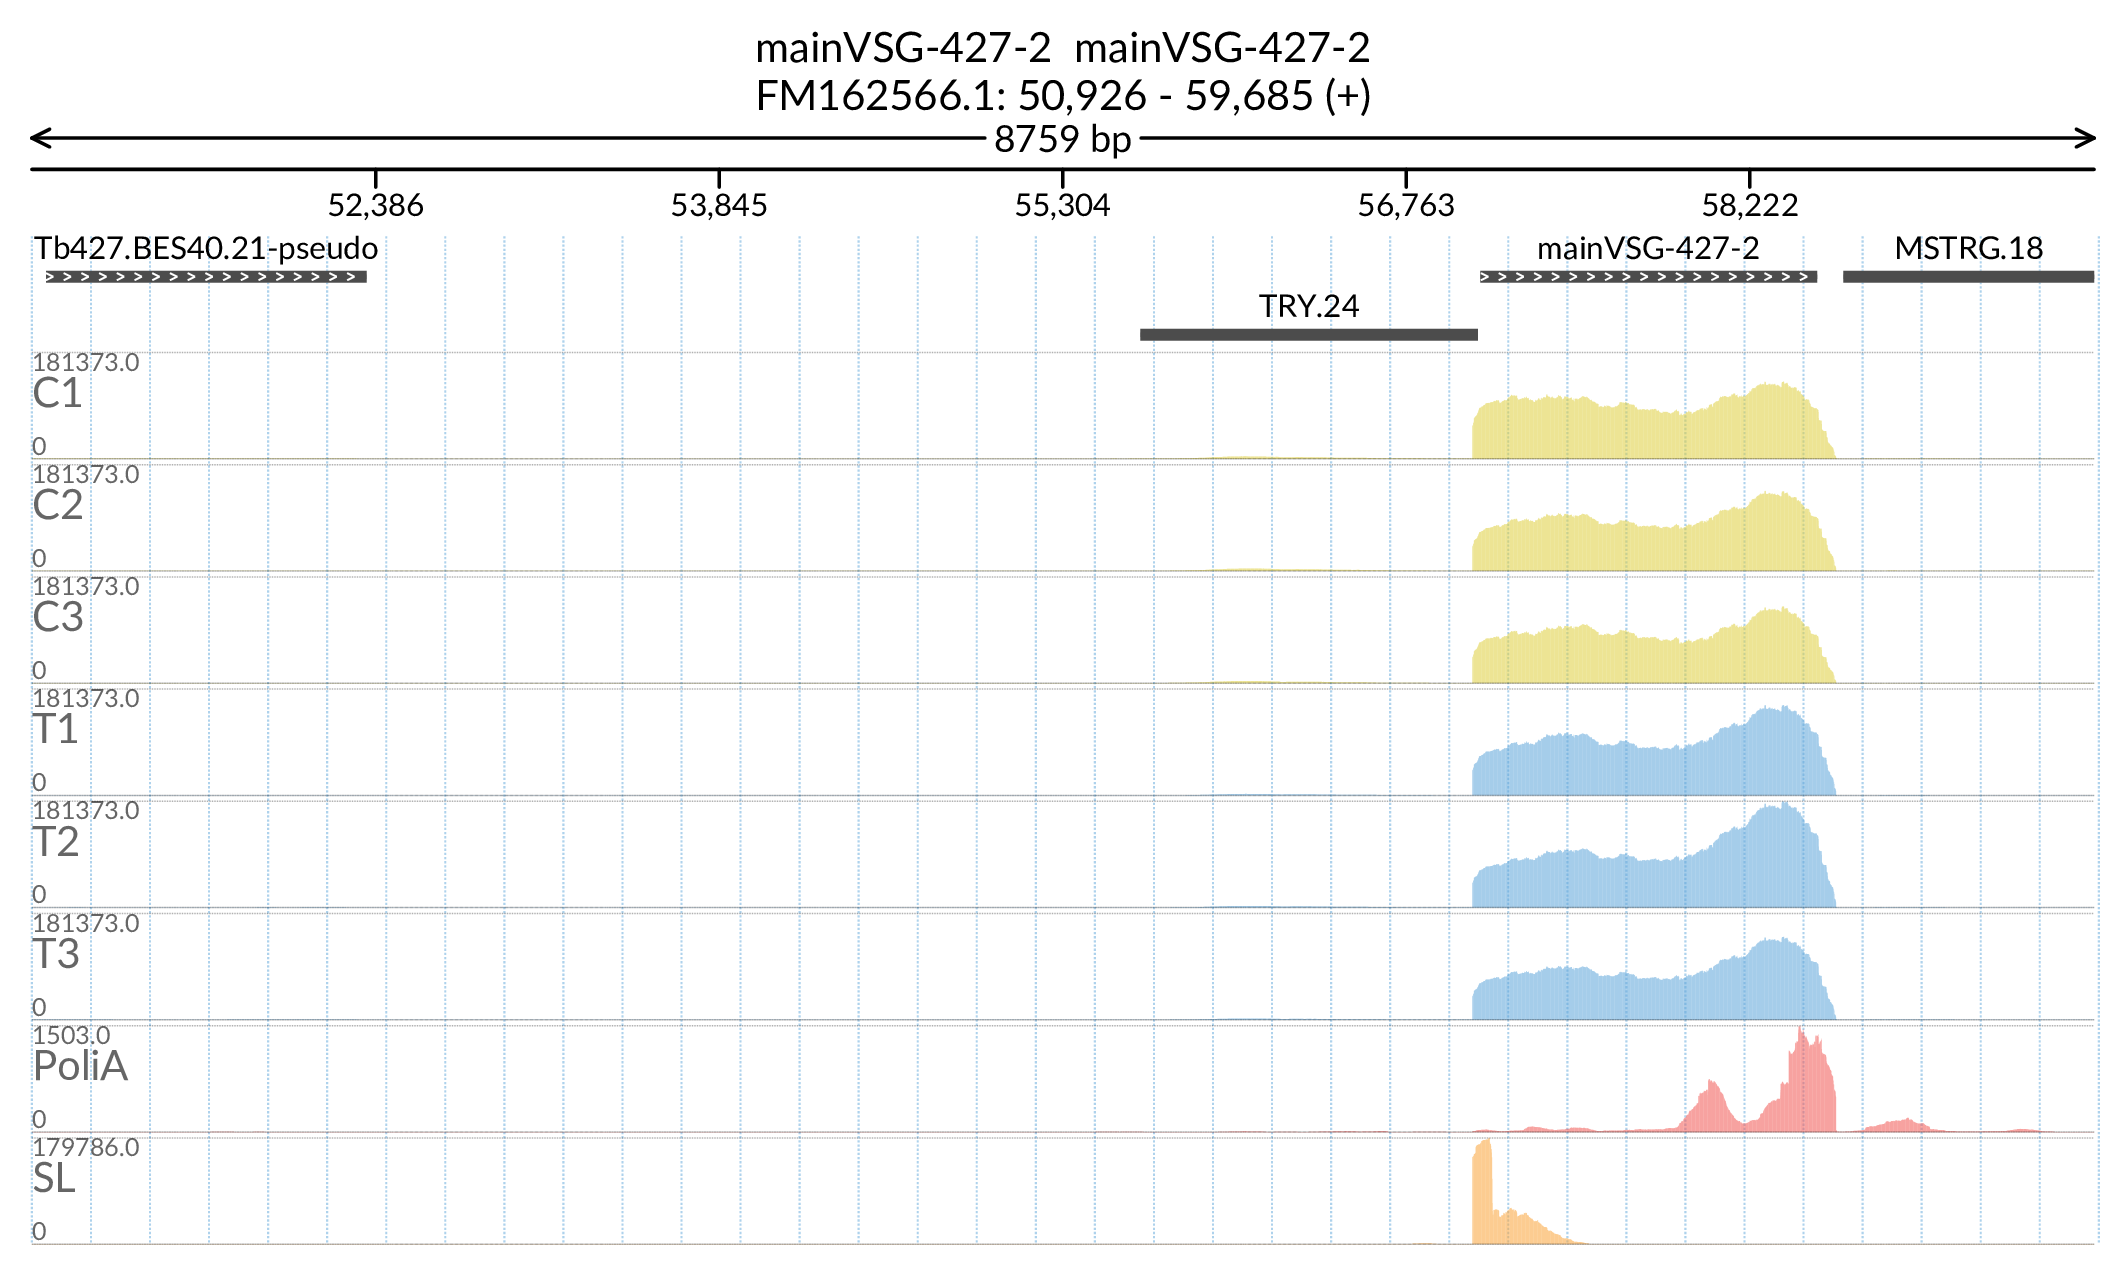 mainVSG-427-2 mainVSG-427-2
FM162566.1: 50,926 - 59,685 (+)
8759 bp
52,386 53,845 55,304 56,763 58,222
Tb427.BES40.21-pseudo mainVSG-427-2 MSTRG.18
TRY.24
181373.0
C1
0
181373.0
C2
0
181373.0
C3
0
181373.0
T1
0
181373.0
T2
0
181373.0
T3
0
1503.0
PoliA
0
179786.0
SL
0